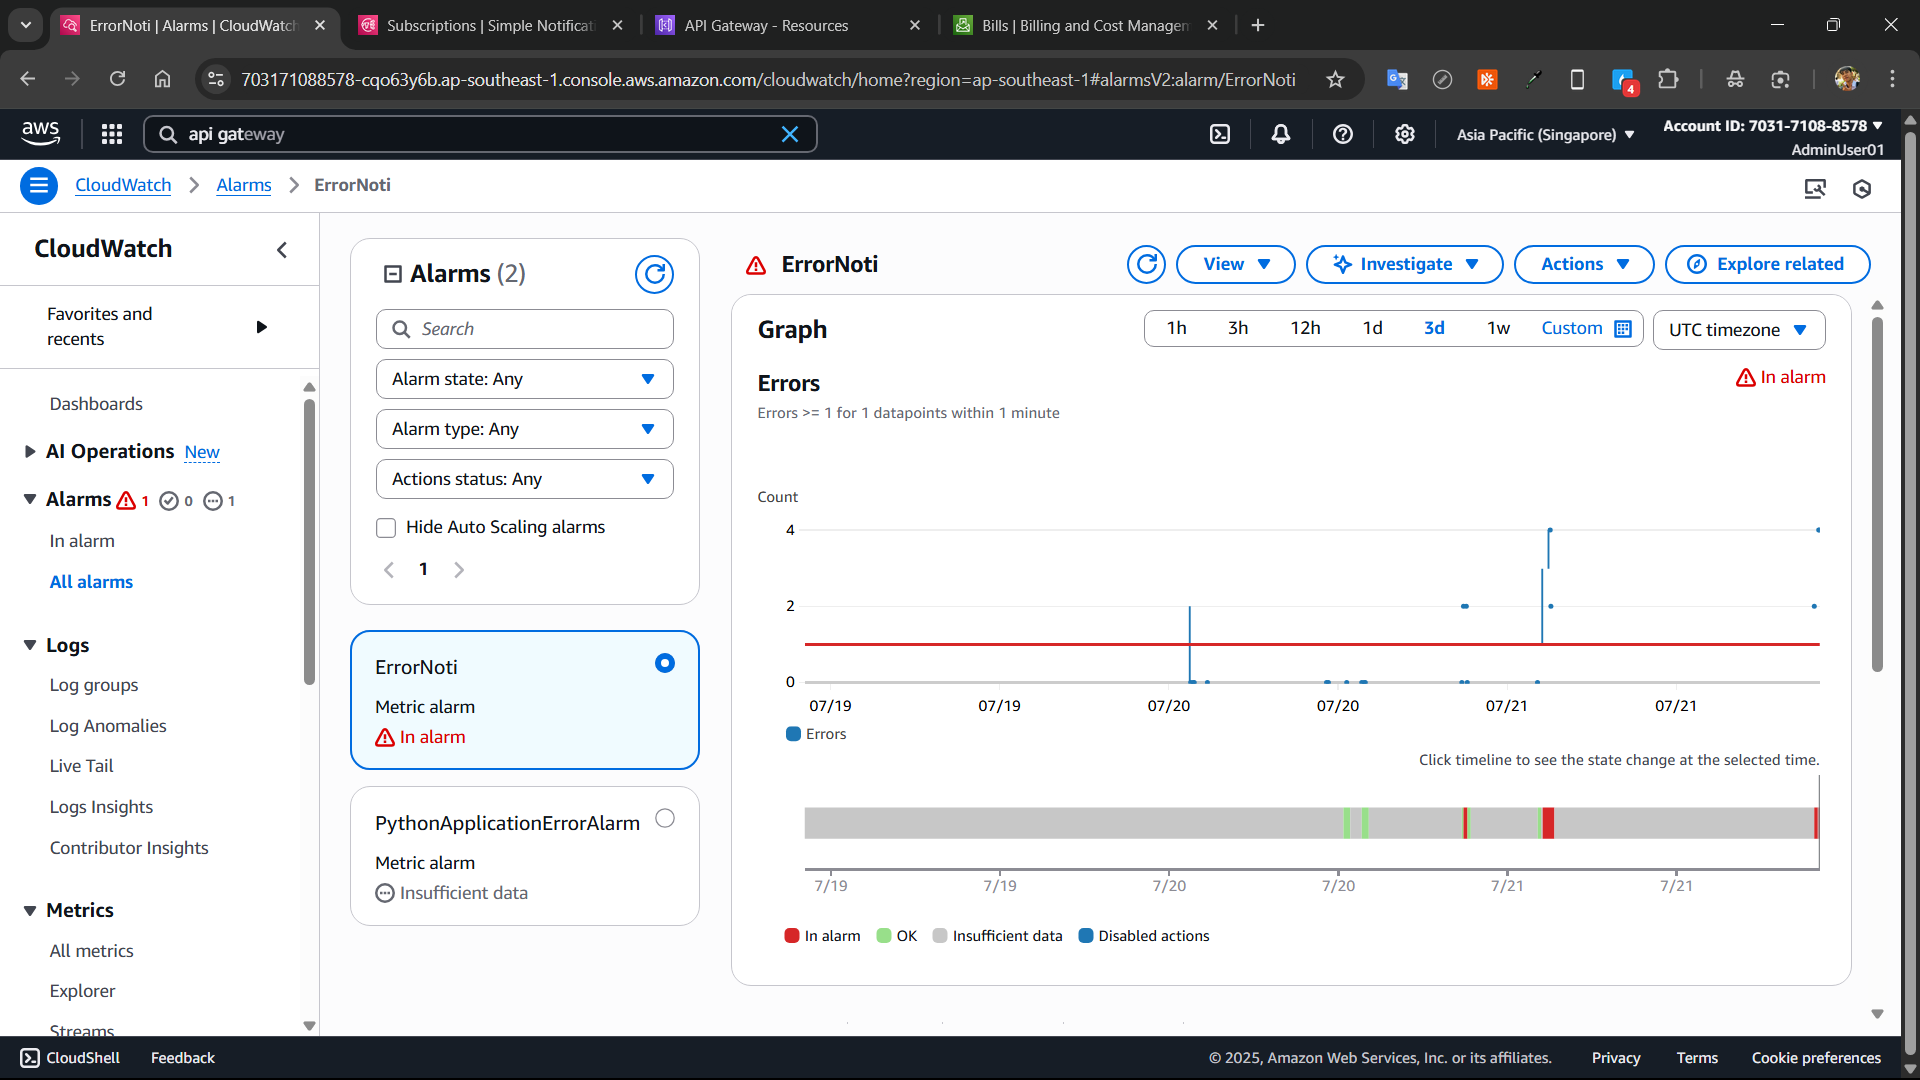 ErrorNoti | Alarms | CloudWatch
Subscriptions | Simple Notificati
API Gateway - Resources
Bills | Billing and Cost Managem
703171088578-cqo63y6b.ap-southeast-1.console.aws.amazon.com/cloudwatch/home?region=ap-southeast-1#alarmsV2:alarm/ErrorNoti
4
aws
api gateway
Asia Pacific (Singapore)
Account ID: 7031-7108-8578
AdminUser01
CloudWatch
Alarms
ErrorNoti
CloudWatch
Favorites and
recents
Dashboards
AI Operations New
Alarms 1 0 1
In alarm
All alarms
Logs
Log groups
Log Anomalies
Live Tail
Logs Insights
Contributor Insights
Metrics
All metrics
Explorer
Streams
Alarms (2)
Search
Alarm state: Any
Alarm type: Any
Actions status: Any
Hide Auto Scaling alarms
1
ErrorNoti
Metric alarm
In alarm
PythonApplicationErrorAlarm
Metric alarm
Insufficient data
ErrorNoti
View
Investigate
Actions
Explore related
Graph
1h 3h 12h 1d 3d 1w Custom
UTC timezone
Errors
In alarm
Errors >= 1 for 1 datapoints within 1 minute
Count
4
2
0
07/19 07/19 07/20 07/20 07/21 07/21
Errors
Click timeline to see the state change at the selected time.
7/19 7/19 7/20 7/20 7/21 7/21
In alarm OK Insufficient data Disabled actions
CloudShell
Feedback
© 2025, Amazon Web Services, Inc. or its affiliates.
Privacy
Terms
Cookie preferences